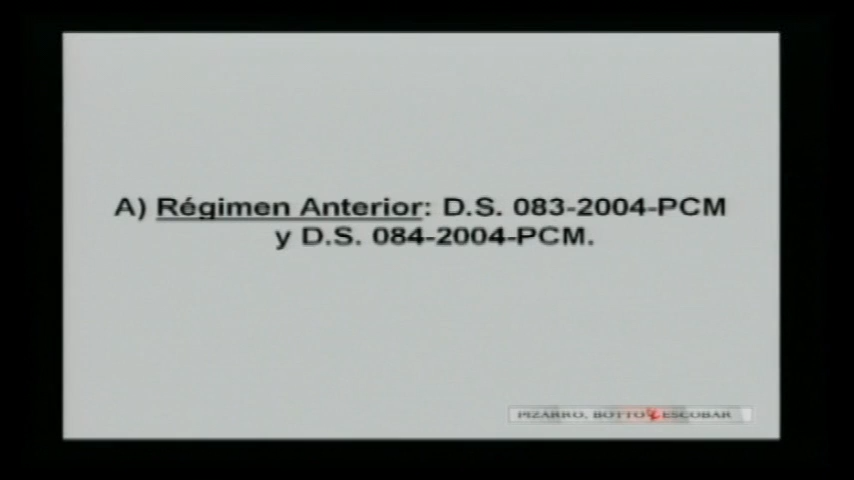 A) Régimen Anterior: D.S. 083-2004-PCM
y D.S. 084-2004-PCM.
PIZARRO, BOTTO & ESCOBAR